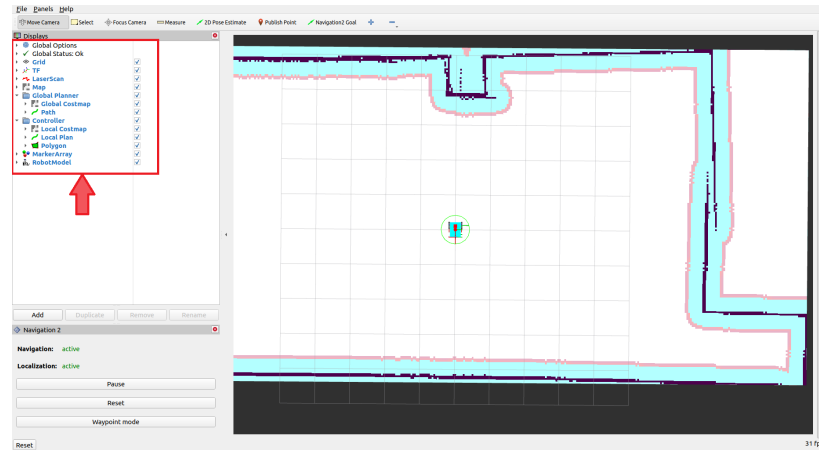 File Panels Help
Move Camera Select Focus Camera Measure 2D Pose Estimate Publish Point Navigation2 Goal
Displays
Global Options
Global Status: Ok
Grid
TF
LaserScan
Map
Global Planner
Global Costmap
Path
Controller
Local Costmap
Local Plan
Polygon
MarkerArray
RobotModel
Add Duplicate Remove Rename
Navigation 2
Navigation: active
Localization: active
Pause
Reset
Waypoint mode
Reset
31 fp